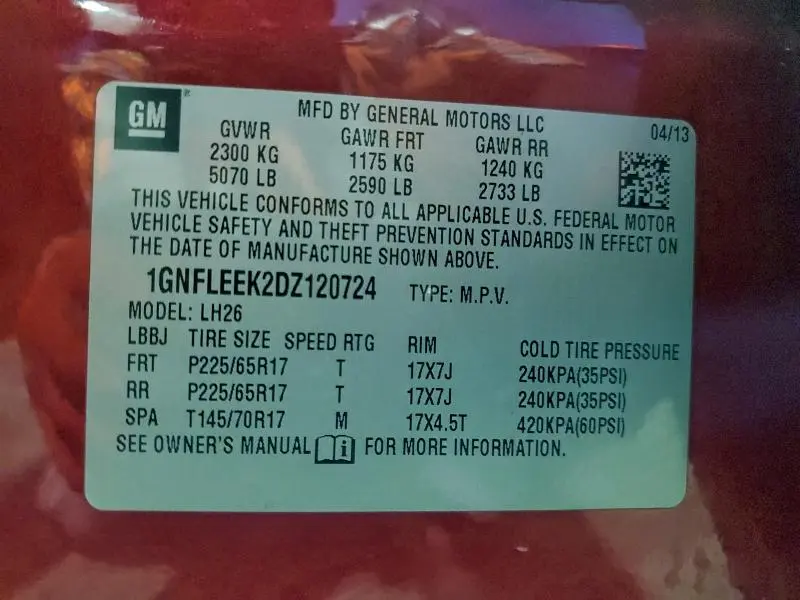 GM ®
MFD BY GENERAL MOTORS LLC 04/13
GVWR GAWR FRT GAWR RR
2300 KG 1175 KG 1240 KG
5070 LB 2590 LB 2733 LB
THIS VEHICLE CONFORMS TO ALL APPLICABLE U.S. FEDERAL MOTOR
VEHICLE SAFETY AND THEFT PREVENTION STANDARDS IN EFFECT ON
THE DATE OF MANUFACTURE SHOWN ABOVE.
1GNFLEEK2DZ120724 TYPE: M.P.V.
MODEL: LH26
LBBJ TIRE SIZE SPEED RTG RIM COLD TIRE PRESSURE
FRT P225/65R17 T 17X7J 240KPA(35PSI)
RR P225/65R17 T 17X7J 240KPA(35PSI)
SPA T145/70R17 M 17X4.5T 420KPA(60PSI)
SEE OWNER'S MANUAL i FOR MORE INFORMATION.